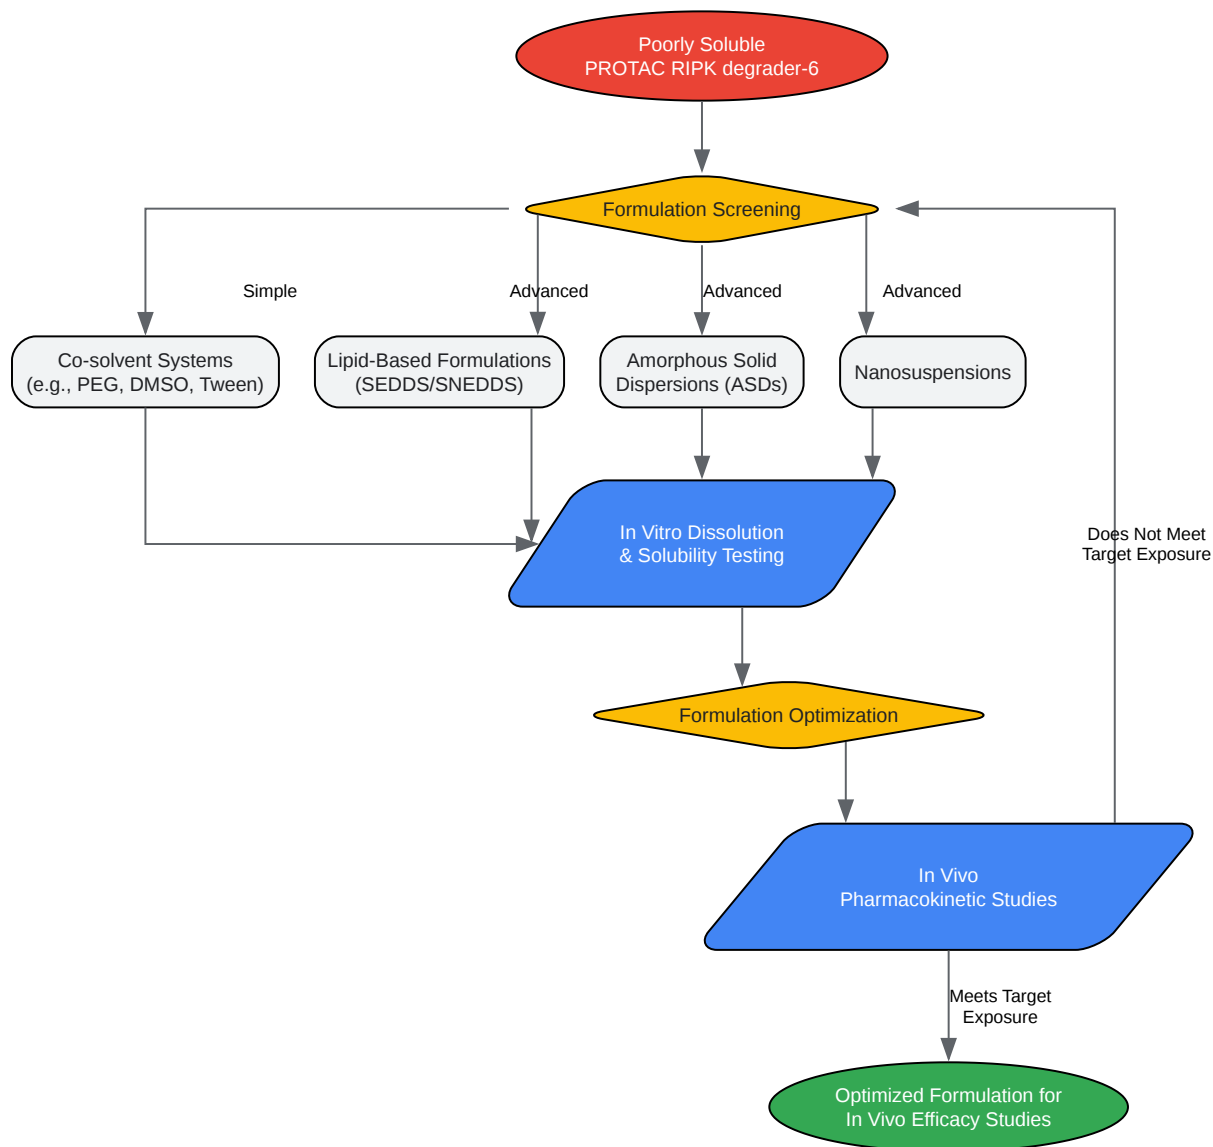 Poorly Soluble
PROTAC RIPK degrader-6
Formulation Screening
Simple
Advanced
Advanced
Advanced
Co-solvent Systems
(e.g., PEG, DMSO, Tween)
Lipid-Based Formulations
(SEDDS/SNEDDS)
Amorphous Solid
Dispersions (ASDs)
Nanosuspensions
In Vitro Dissolution
& Solubility Testing
Does Not Meet
Target Exposure
Formulation Optimization
In Vivo
Pharmacokinetic Studies
Meets Target
Exposure
Optimized Formulation for
In Vivo Efficacy Studies